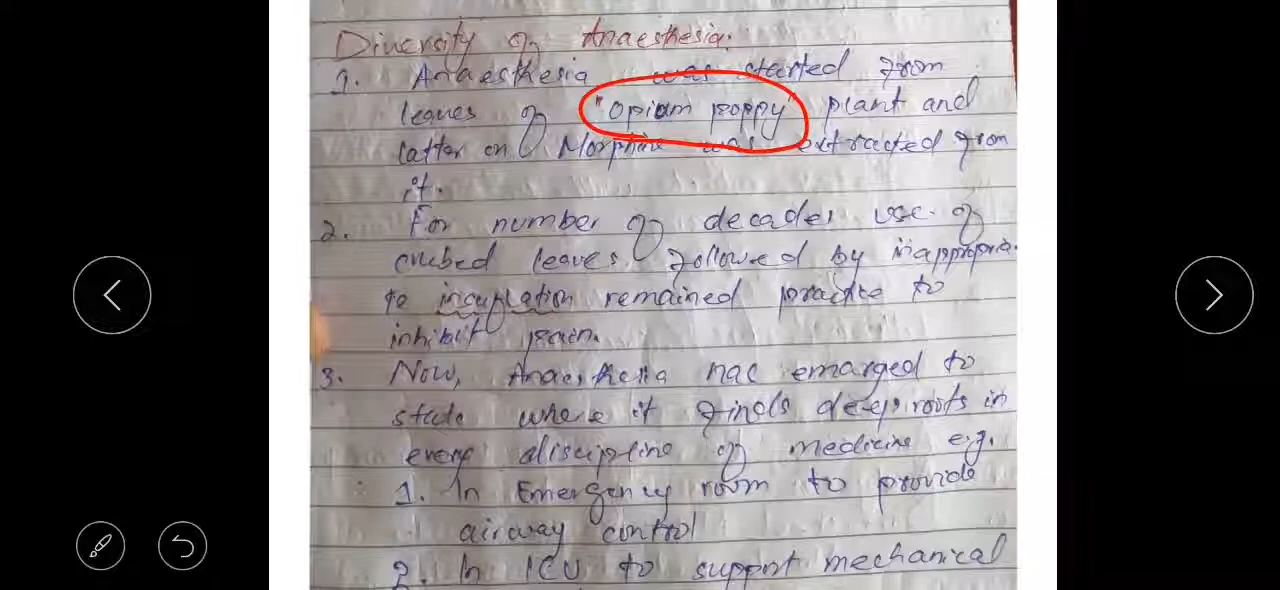 Diversity of Anaesthesia.
1. Anaesthesia was started from
leaves of "Opium poppy" plant and
latter on Morphine was extracted from
it.
2. For number of decades use of
leaves followed by inappropria-
te remained practice to
inhibit pain.
3. Now, Anaesthesia has emarged to
state where it finds deep roots in
every discipline of medicine e.g.
1. In Emergency room to provide
airway control
2. In ICU to support mechanical